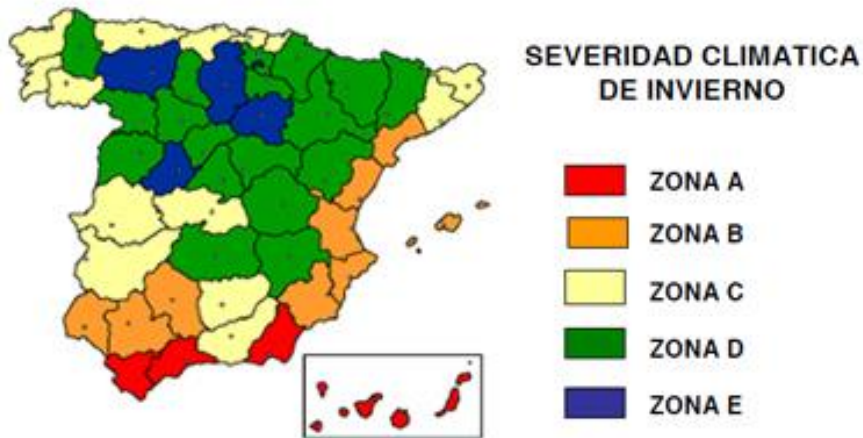 SEVERIDAD CLIMATICA
DE INVIERNO
ZONA A
ZONA B
ZONA C
ZONA D
ZONA E